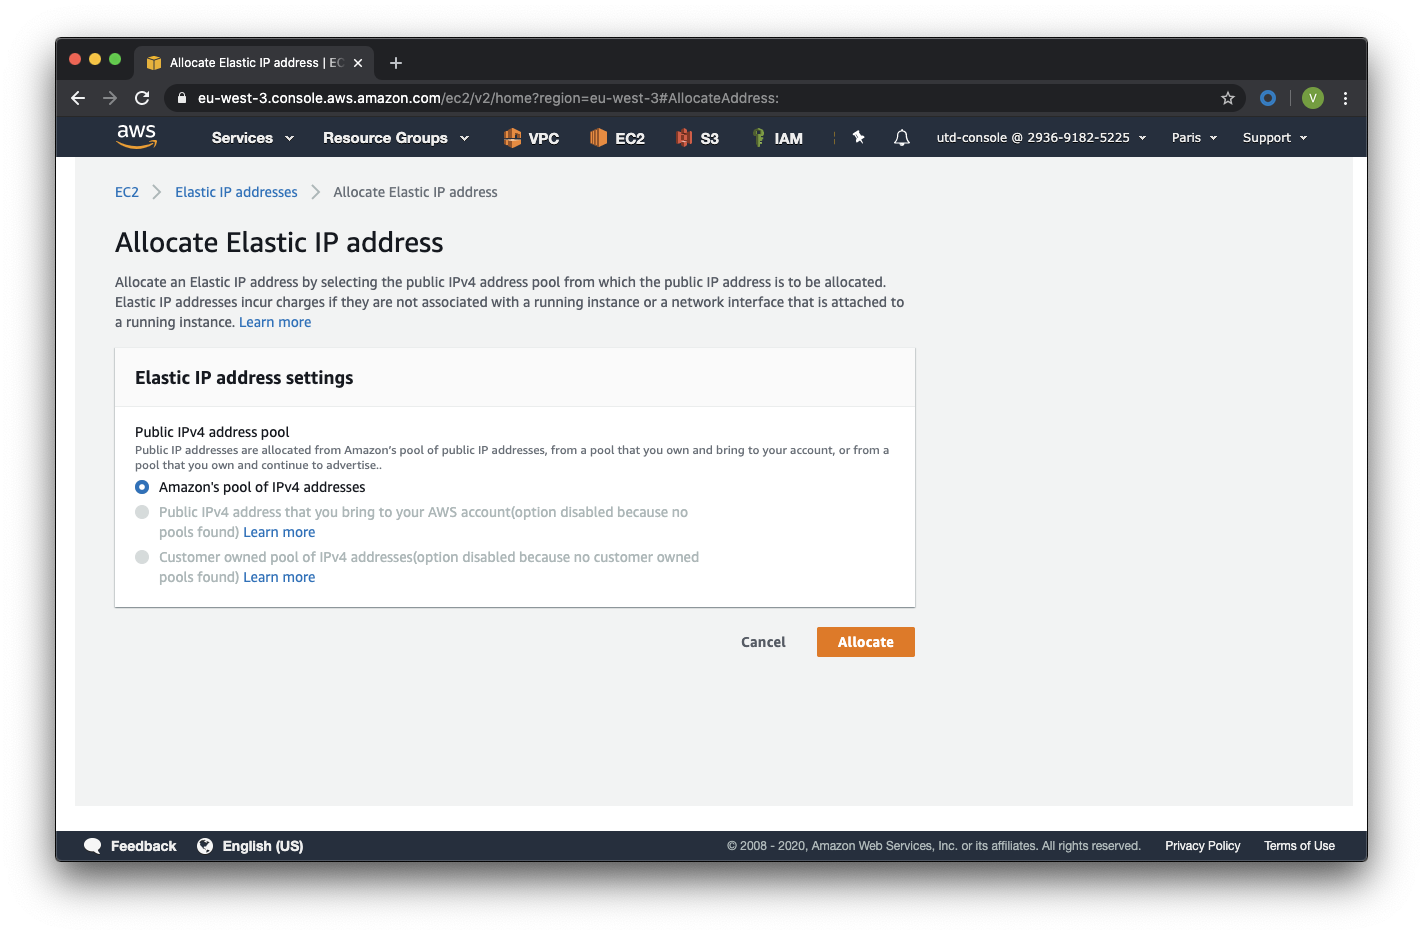 Allocate Elastic IP address | EC
eu-west-3.console.aws.amazon.com/ec2/v2/home?region=eu-west-3#AllocateAddress:
V
aws Services Resource Groups VPC EC2 S3 IAM utd-console @ 2936-9182-5225 Paris Support
EC2 Elastic IP addresses Allocate Elastic IP address
Allocate Elastic IP address
Allocate an Elastic IP address by selecting the public IPv4 address pool from which the public IP address is to be allocated.
Elastic IP addresses incur charges if they are not associated with a running instance or a network interface that is attached to
a running instance. Learn more
Elastic IP address settings
Public IPv4 address pool
Public IP addresses are allocated from Amazon's pool of public IP addresses, from a pool that you own and bring to your account, or from a
pool that you own and continue to advertise..
Amazon's pool of IPv4 addresses
Public IPv4 address that you bring to your AWS account(option disabled because no
pools found) Learn more
Customer owned pool of IPv4 addresses(option disabled because no customer owned
pools found) Learn more
Cancel Allocate
Feedback English (US) © 2008 - 2020, Amazon Web Services, Inc. or its affiliates. All rights reserved. Privacy Policy Terms of Use